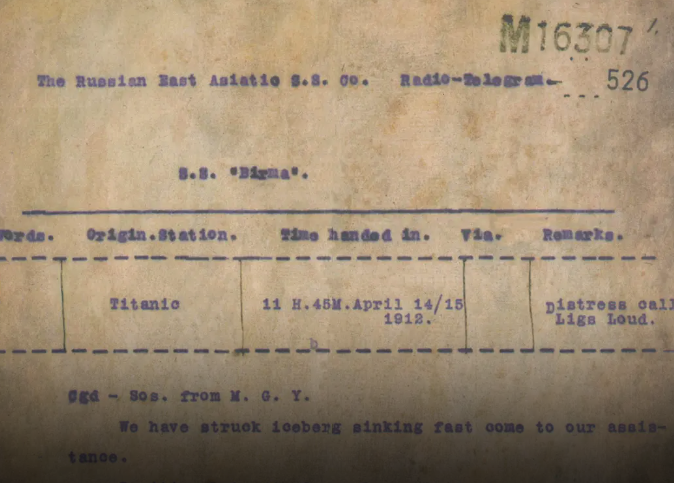 M16307
The Russian East Asiatic S.S. Co. Radio-Telegram. 526
S.S. "Birma".
Words. Origin.Station. Time handed in. Via. Remarks.
Titanic 11 H.45M.April 14/15 Distress call
1912. Ligs Loud.
Cgd - Sos. from M. G. Y.
We have struck iceberg sinking fast come to our assis-
tance.